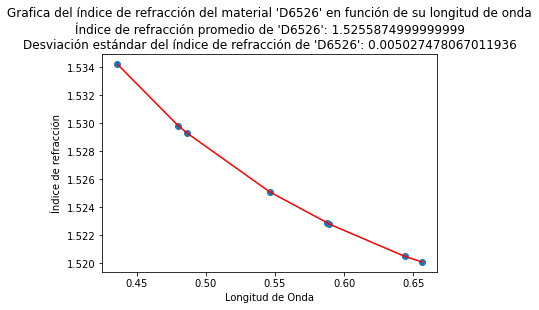 Grafica del índice de refracción del material 'D6526' en función de su longitud de onda
Índice de refracción promedio de 'D6526': 1.5255874999999999
Desviación estándar del índice de refracción de 'D6526': 0.005027478067011936
1.534
1.532
1.530
1.528
1.526
1.524
1.522
1.520
Índice de refracción
0.45
0.50
0.55
0.60
0.65
Longitud de Onda